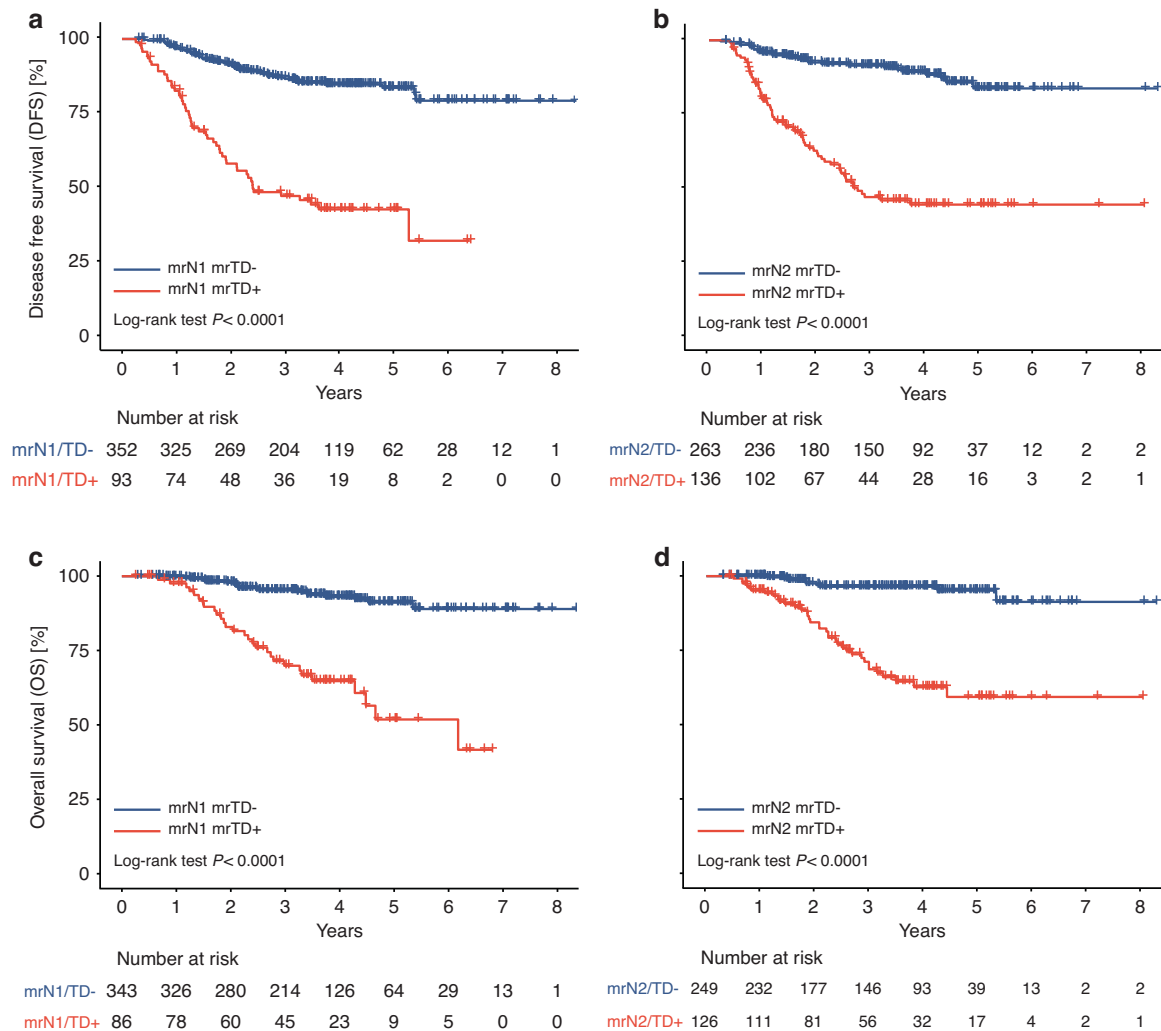 a
Disease free survival (DFS) [%]
100
75
50
25
0
mrN1 mrTD-
mrN1 mrTD+
Log-rank test P< 0.0001
0 1 2 3 4 5 6 7 8
Years
Number at risk
mrN1/TD- 352 325 269 204 119 62 28 12 1
mrN1/TD+ 93 74 48 36 19 8 2 0 0
b
100
75
50
25
0
mrN2 mrTD-
mrN2 mrTD+
Log-rank test P< 0.0001
0 1 2 3 4 5 6 7 8
Years
Number at risk
mrN2/TD- 263 236 180 150 92 37 12 2 2
mrN2/TD+ 136 102 67 44 28 16 3 2 1
c
Overall survival (OS) [%]
100
75
50
25
0
mrN1 mrTD-
mrN1 mrTD+
Log-rank test P< 0.0001
0 1 2 3 4 5 6 7 8
Years
Number at risk
mrN1/TD- 343 326 280 214 126 64 29 13 1
mrN1/TD+ 86 78 60 45 23 9 5 0 0
d
100
75
50
25
0
mrN2 mrTD-
mrN2 mrTD+
Log-rank test P< 0.0001
0 1 2 3 4 5 6 7 8
Years
Number at risk
mrN2/TD- 249 232 177 146 93 39 13 2 2
mrN2/TD+ 126 111 81 56 32 17 4 2 1